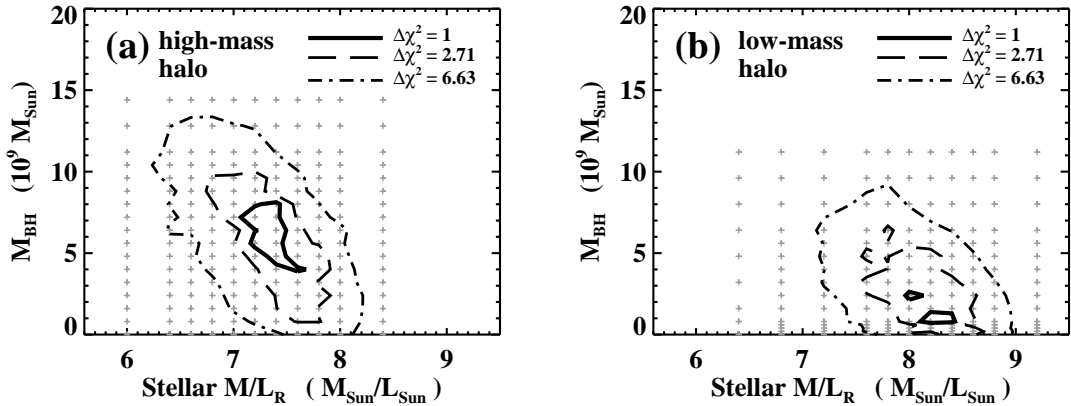 (a) high-mass halo
Δχ² = 1
Δχ² = 2.71
Δχ² = 6.63
20
15
10
5
0
M_BH (10⁹ M_Sun)
6 7 8 9
Stellar M/L_R ( M_Sun/L_Sun )
(b) low-mass halo
Δχ² = 1
Δχ² = 2.71
Δχ² = 6.63
20
15
10
5
0
M_BH (10⁹ M_Sun)
6 7 8 9
Stellar M/L_R ( M_Sun/L_Sun )